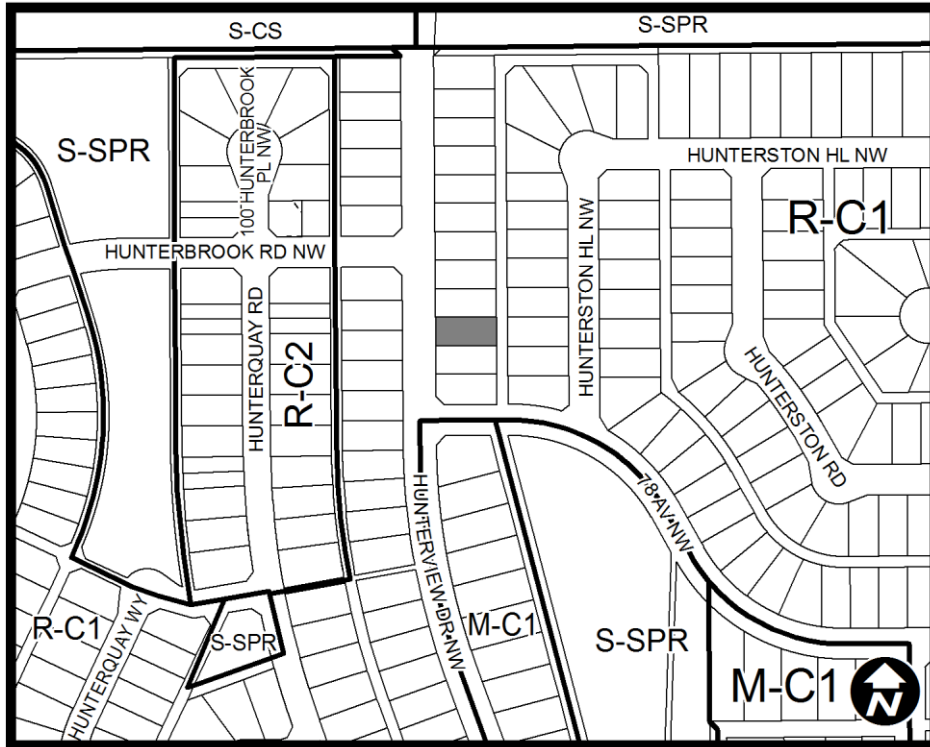 S-CS
S-SPR
S-SPR
100 HUNTERBROOK
PL NW
HUNTERSTON HL NW
R-C1
HUNTERBROOK RD NW
HUNTERSTON HL NW
HUNTERQUAY RD
R-C2
HUNTERSTON RD
HUNTERVIEW DR NW
78 AV NW
R-C1
HUNTERQUAY WY
S-SPR
M-C1
S-SPR
M-C1
N